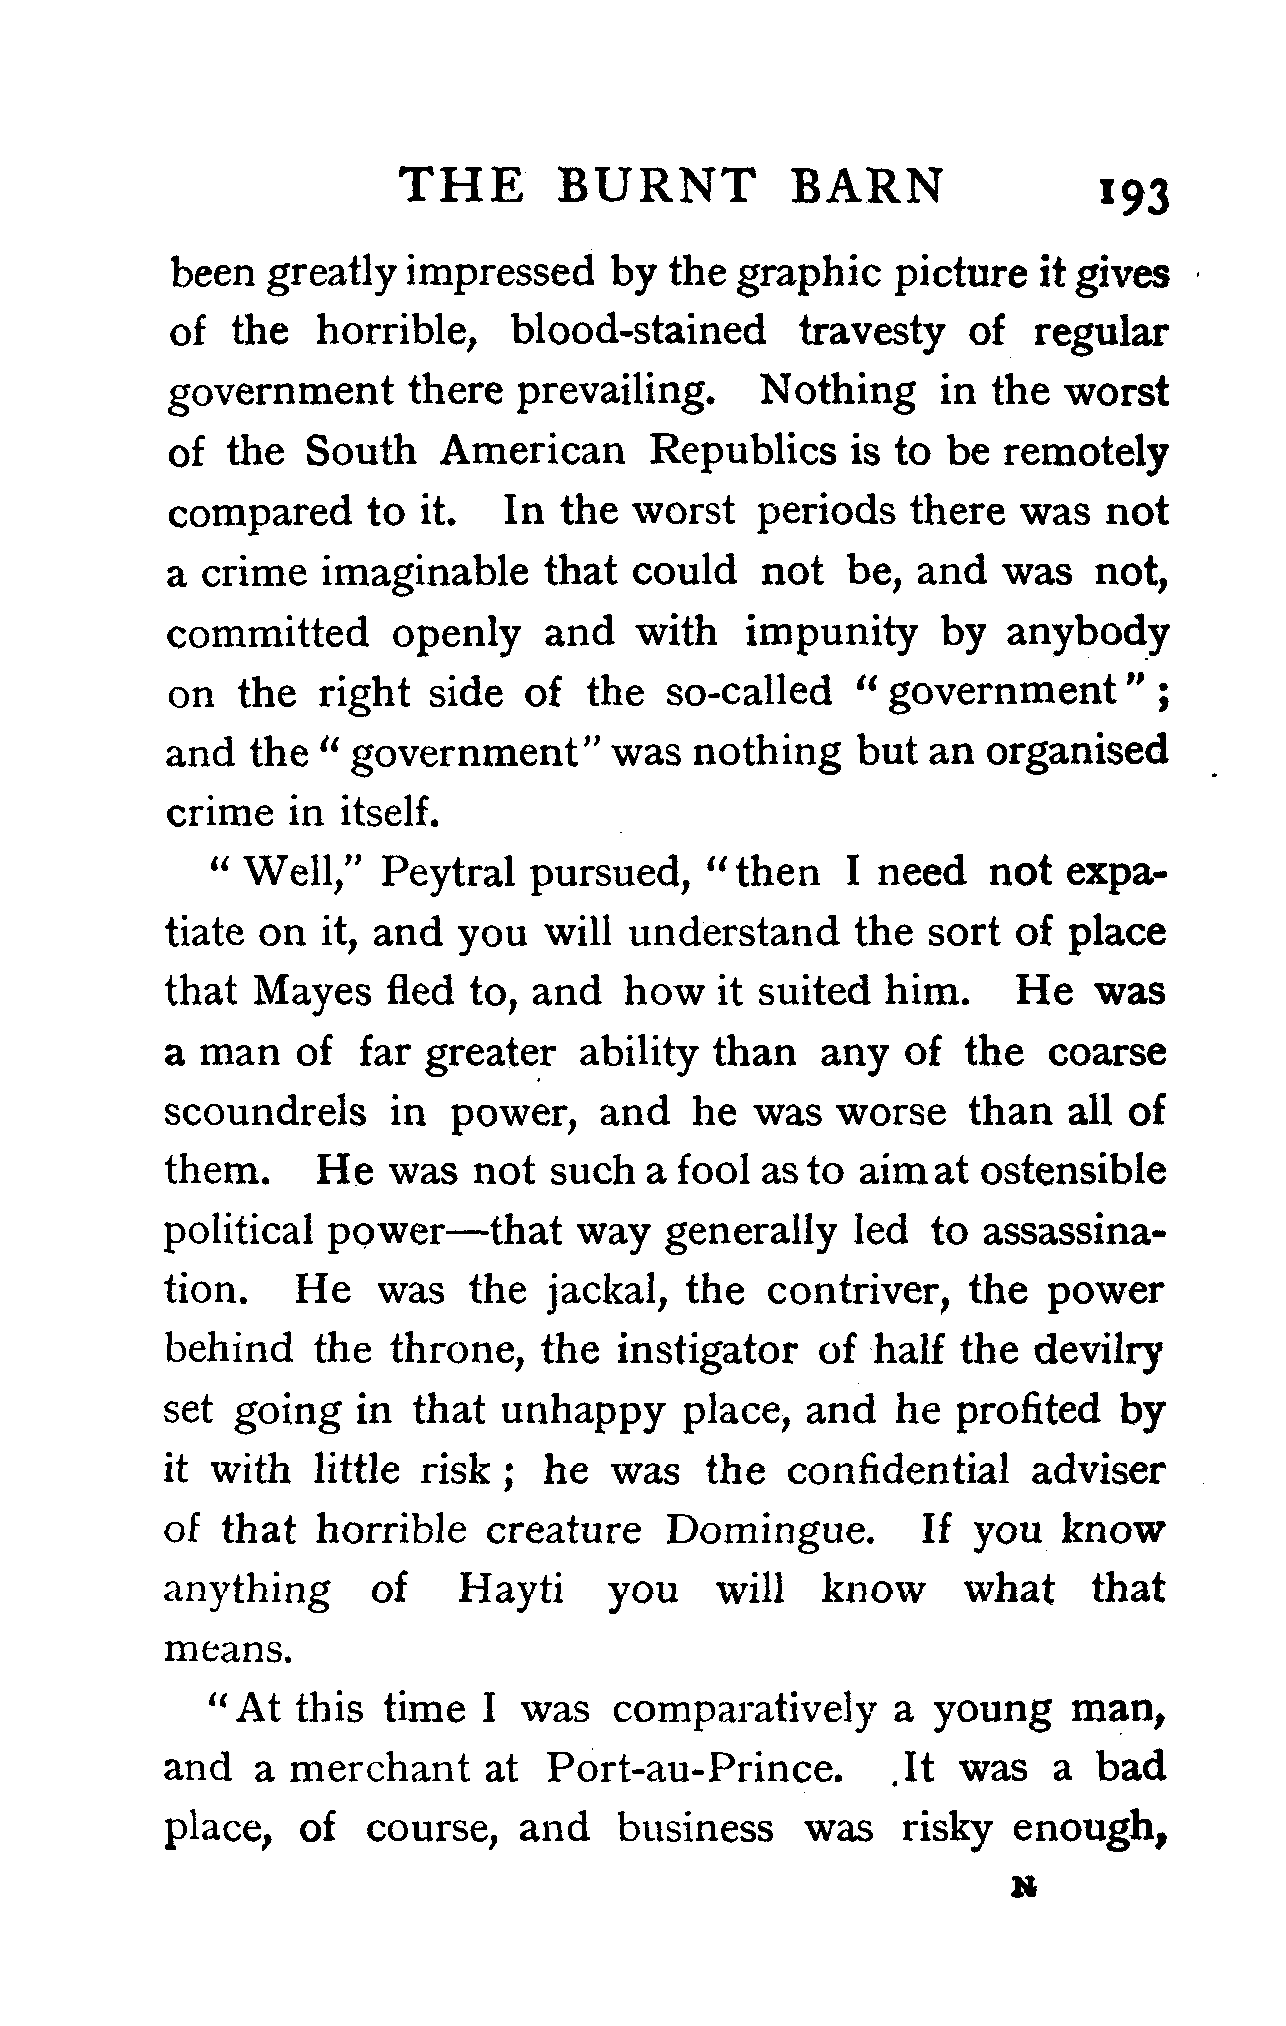 THE BURNT BARN 193
been greatly impressed by the graphic picture it gives
of the horrible, blood-stained travesty of regular
government there prevailing. Nothing in the worst
of the South American Republics is to be remotely
compared to it. In the worst periods there was not
a crime imaginable that could not be, and was not,
committed openly and with impunity by anybody
on the right side of the so-called “ government” ;
and the “ government” was nothing but an organised
crime in itself.
“ Well,” Peytral pursued, “then I need not expa-
tiate on it, and you will understand the sort of place
that Mayes fled to, and how it suited him. He was
a man of far greater ability than any of the coarse
scoundrels in power, and he was worse than all of
them. He was not such a fool as to aim at ostensible
political power—that way generally led to assassina-
tion. He was the jackal, the contriver, the power
behind the throne, the instigator of half the devilry
set going in that unhappy place, and he profited by
it with little risk ; he was the confidential adviser
of that horrible creature Domingue. If you know
anything of Hayti you will know what that
means.
“ At this time I was comparatively a young man,
and a merchant at Port-au-Prince. It was a bad
place, of course, and business was risky enough,
N